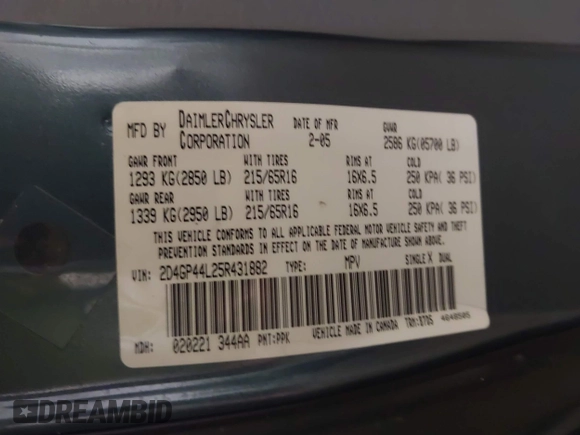 MFD BY DAIMLERCHRYSLER CORPORATION DATE OF MFR 2-05 GVWR 2586 KG(05700 LB)
GAWR FRONT WITH TIRES RIMS AT COLD
1293 KG(2850 LB) 215/65R16 16X6.5 250 KPA( 36 PSI)
GAWR REAR WITH TIRES RIMS AT COLD
1339 KG(2950 LB) 215/65R16 16X6.5 250 KPA( 36 PSI)
THIS VEHICLE CONFORMS TO ALL APPLICABLE FEDERAL MOTOR VEHICLE SAFETY AND THEFT
PREVENTION STANDARDS IN EFFECT ON THE DATE OF MANUFACTURE SHOWN ABOVE.
VIN: 2D4GP44L25R431882 TYPE: MPV SINGLE X DUAL
MDH: 020221 344AA PNT:PPK VEHICLE MADE IN CANADA
DREAMBID